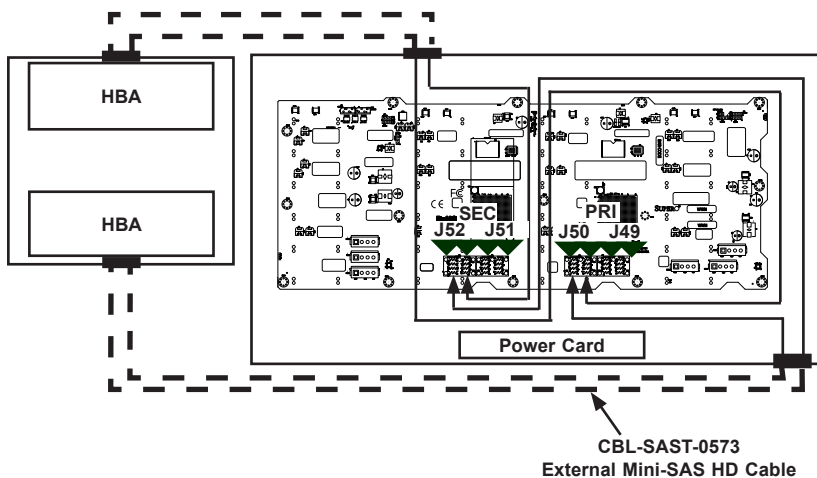 HBA
HBA
SEC
PRI
J52
J51
J50
J49
Power Card
CBL-SAST-0573
External Mini-SAS HD Cable